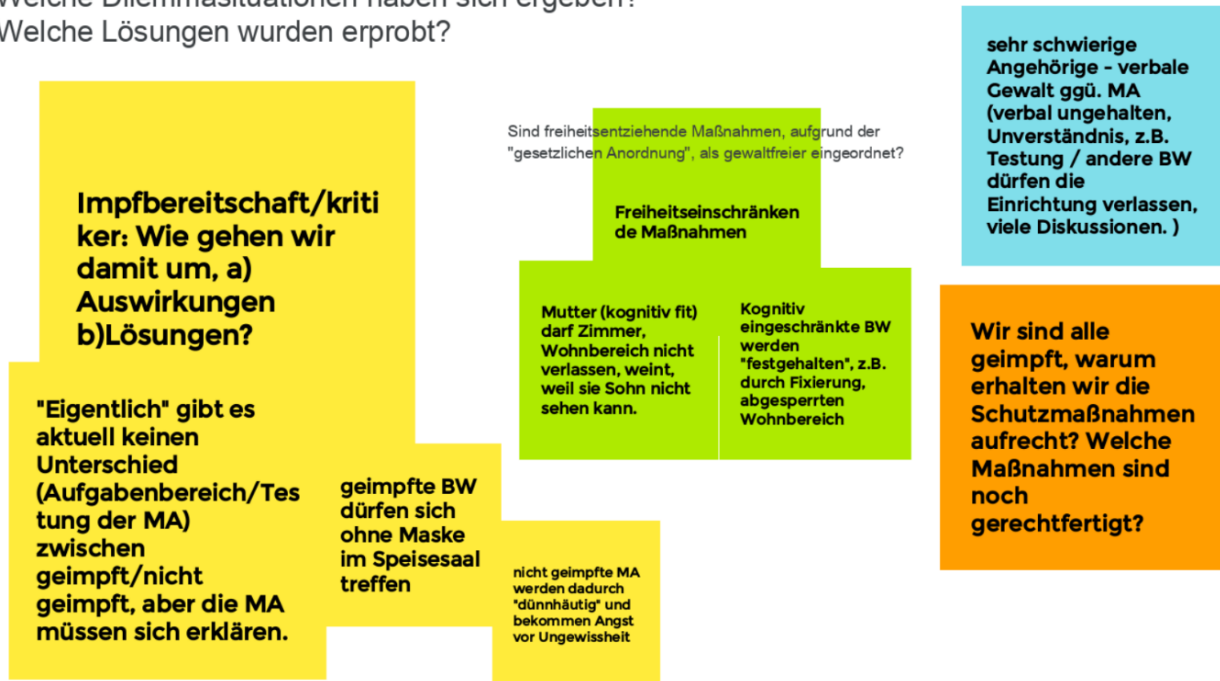 Welche Dilemmasituationen haben sich ergeben?
Welche Lösungen wurden erprobt?
Impfbereitschaft/kriti
ker: Wie gehen wir
damit um, a)
Auswirkungen
b)Lösungen?
"Eigentlich" gibt es
aktuell keinen
Unterschied
(Aufgabenbereich/Tes
tung der MA)
zwischen
geimpft/nicht
geimpft, aber die MA
müssen sich erklären.
geimpfte BW
dürfen sich
ohne Maske
im Speisesaal
treffen
nicht geimpfte MA
werden dadurch
"dünnhäutig" und
bekommen Angst
vor Ungewissheit
Sind freiheitsentziehende Maßnahmen, aufgrund der
"gesetzlichen Anordnung", als gewaltfreier eingeordnet?
Freiheitseinschränken
de Maßnahmen
Mutter (kognitiv fit)
darf Zimmer,
Wohnbereich nicht
verlassen, weint,
weil sie Sohn nicht
sehen kann.
Kognitiv
eingeschränkte BW
werden
"festgehalten", z.B.
durch Fixierung,
abgesperrten
Wohnbereich
sehr schwierige
Angehörige - verbale
Gewalt ggü. MA
(verbal ungehalten,
Unverständnis, z.B.
Testung / andere BW
dürfen die
Einrichtung verlassen,
viele Diskussionen. )
Wir sind alle
geimpft, warum
erhalten wir die
Schutzmaßnahmen
aufrecht? Welche
Maßnahmen sind
noch
gerechtfertigt?